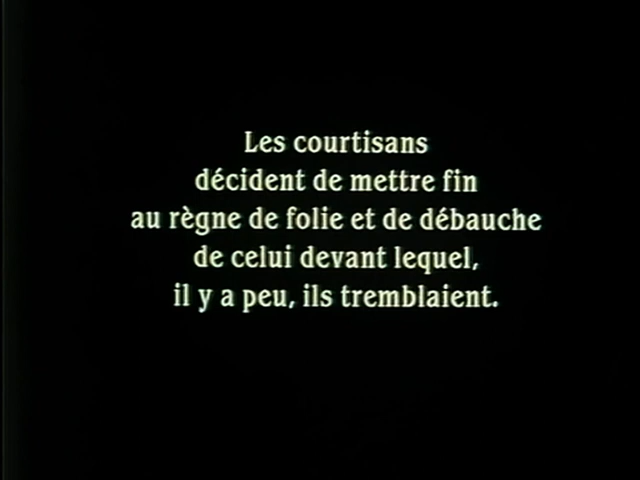 Les courtisans
décident de mettre fin
au règne de folie et de débauche
de celui devant lequel,
il y a peu, ils tremblaient.